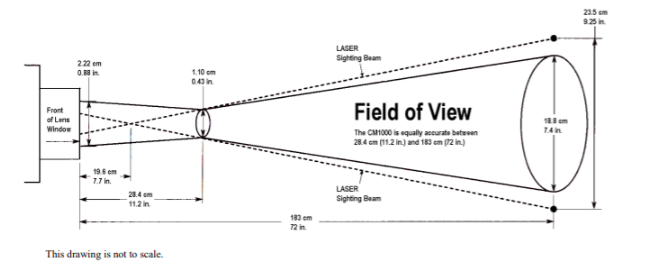 23.5 cm
9.25 in.
LASER
Sighting Beam
2.22 cm
0.88 in.
1.10 cm
0.43 in.
Front
of Lens
Window
Field of View
The CM1000 is equally accurate between
28.4 cm (11.2 in.) and 183 cm (72 in.)
18.8 cm
7.4 in.
19.6 cm
7.7 in.
28.4 cm
11.2 in.
LASER
Sighting Beam
183 cm
72 in.
This drawing is not to scale.